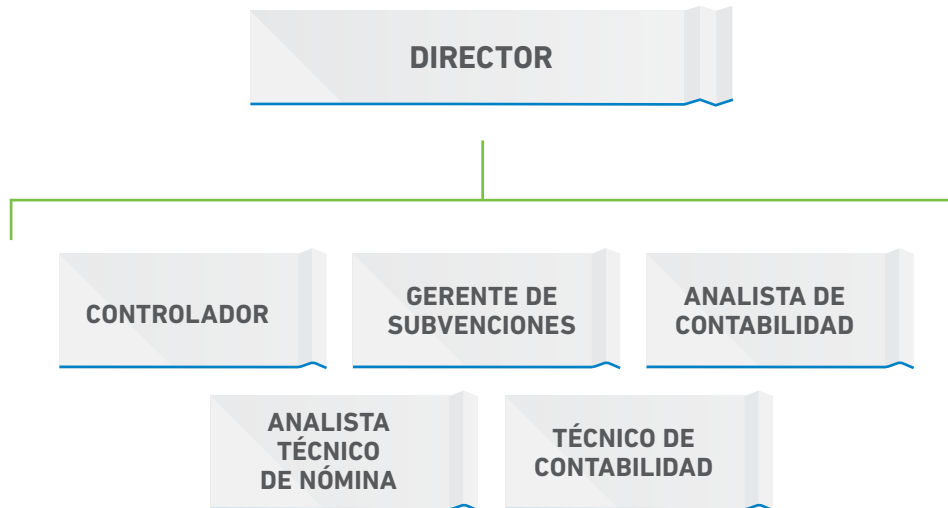 DIRECTOR
CONTROLADOR
GERENTE DE
SUBVENCIONES
ANALISTA DE
CONTABILIDAD
ANALISTA
TÉCNICO
DE NÓMINA
TÉCNICO DE
CONTABILIDAD